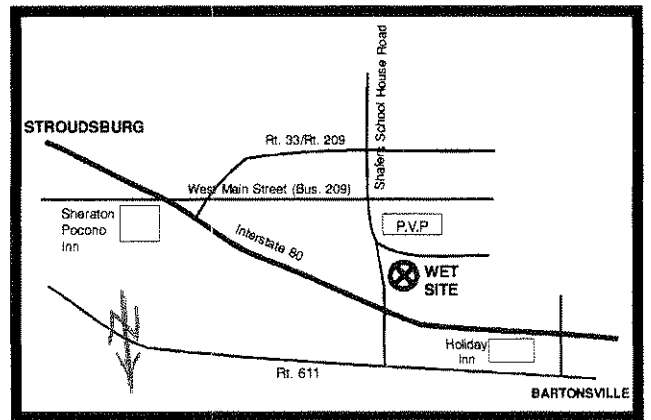 Shafers School House Road
STROUDSBURG
Rt. 33/Rt. 209
West Main Street (Bus. 209)
Sheraton
Pocono
Inn
P.V.P
Interstate 80
WET
SITE
N
Holiday
Inn
Rt. 611
BARTONSVILLE